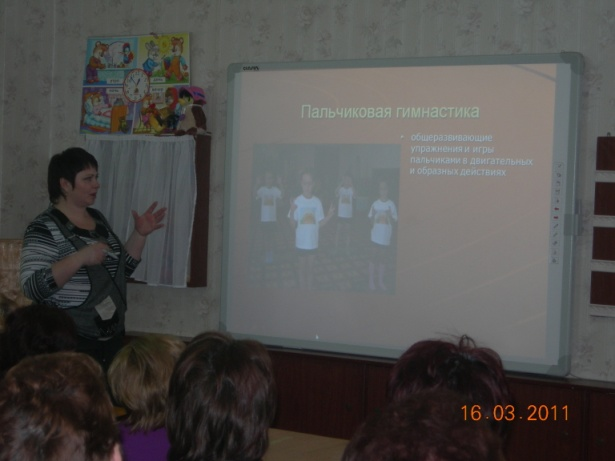 Пальчиковая гимнастика
• общеразвивающие
упражнения и игры
пальчиками в двигательных
и образных действиях
16.03.2011